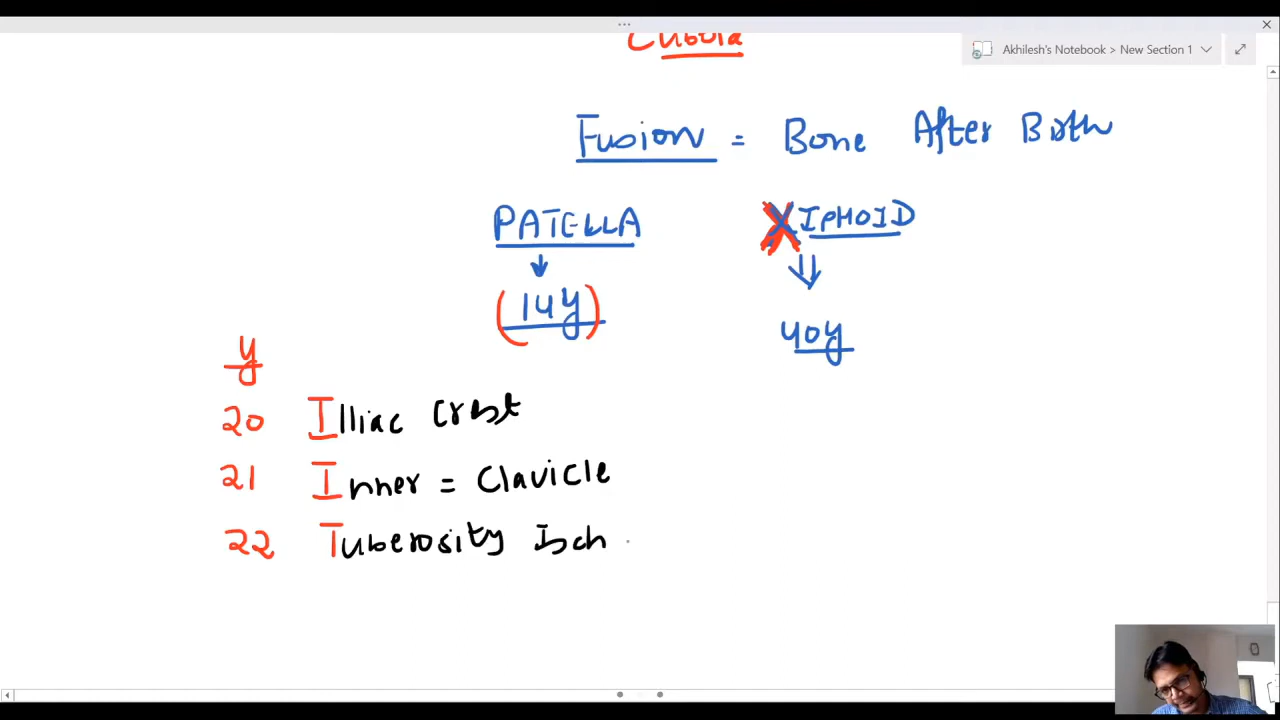 Cubola
Akhilesh's Notebook > New Section 1
Fusion = Bone After Birth
PATELLA XIPHOID
(14y) 40y
y
20 Illiac Crest
21 Inner = Clavicle
22 Tuberosity Isch